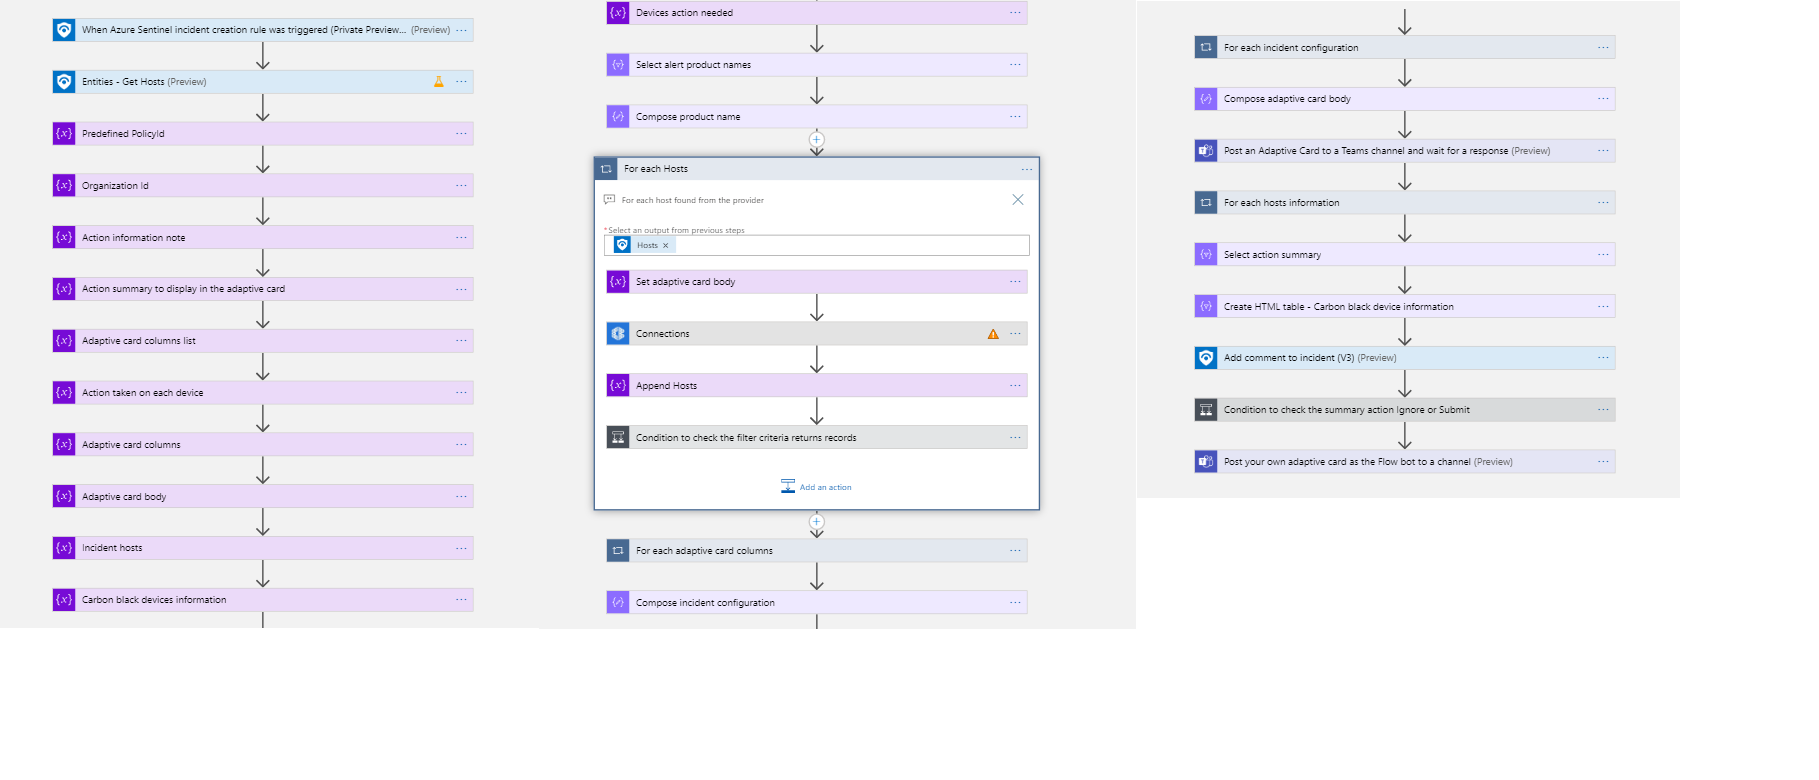 When Azure Sentinel incident creation rule was triggered (Private Preview... (Preview)
Entities - Get Hosts (Preview)
Predefined PolicyId
Organization Id
Action information note
Action summary to display in the adaptive card
Adaptive card columns list
Action taken on each device
Adaptive card columns
Adaptive card body
Incident hosts
Carbon black devices information
Devices action needed
Select alert product names
Compose product name
For each Hosts
For each host found from the provider
*Select an output from previous steps
Hosts ×
Set adaptive card body
Connections
Append Hosts
Condition to check the filter criteria returns records
Add an action
For each adaptive card columns
Compose incident configuration
For each incident configuration
Compose adaptive card body
Post an Adaptive Card to a Teams channel and wait for a response (Preview)
For each hosts information
Select action summary
Create HTML table - Carbon black device information
Add comment to incident (V3) (Preview)
Condition to check the summary action Ignore or Submit
Post your own adaptive card as the Flow bot to a channel (Preview)